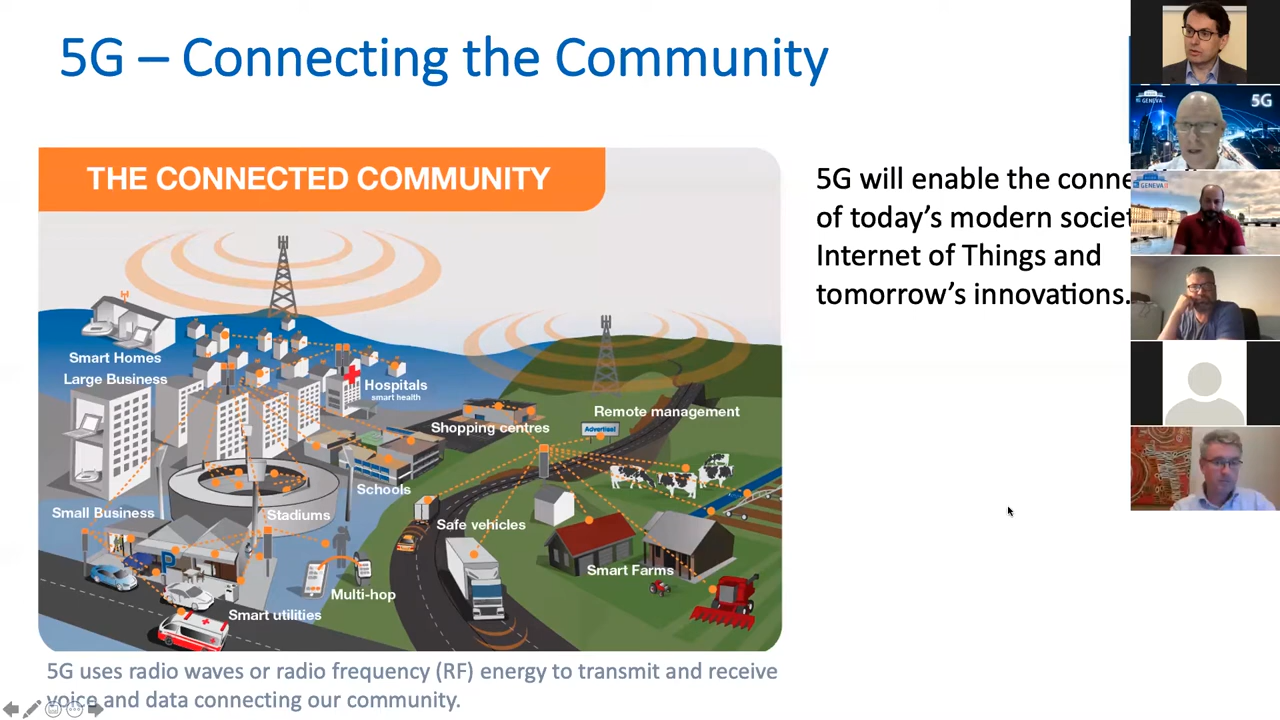 5G – Connecting the Community
THE CONNECTED COMMUNITY
Smart Homes
Large Business
Hospitals
smart health
Shopping centres
Remote management
Advertise!
Schools
Small Business
Stadiums
Safe vehicles
Smart Farms
Multi-hop
Smart utilities
P
5G uses radio waves or radio frequency (RF) energy to transmit and receive
voice and data connecting our community.
5G will enable the
of today’s modern
Internet of Things and
tomorrow’s innovations.
GENEVA
5G
GENEVA